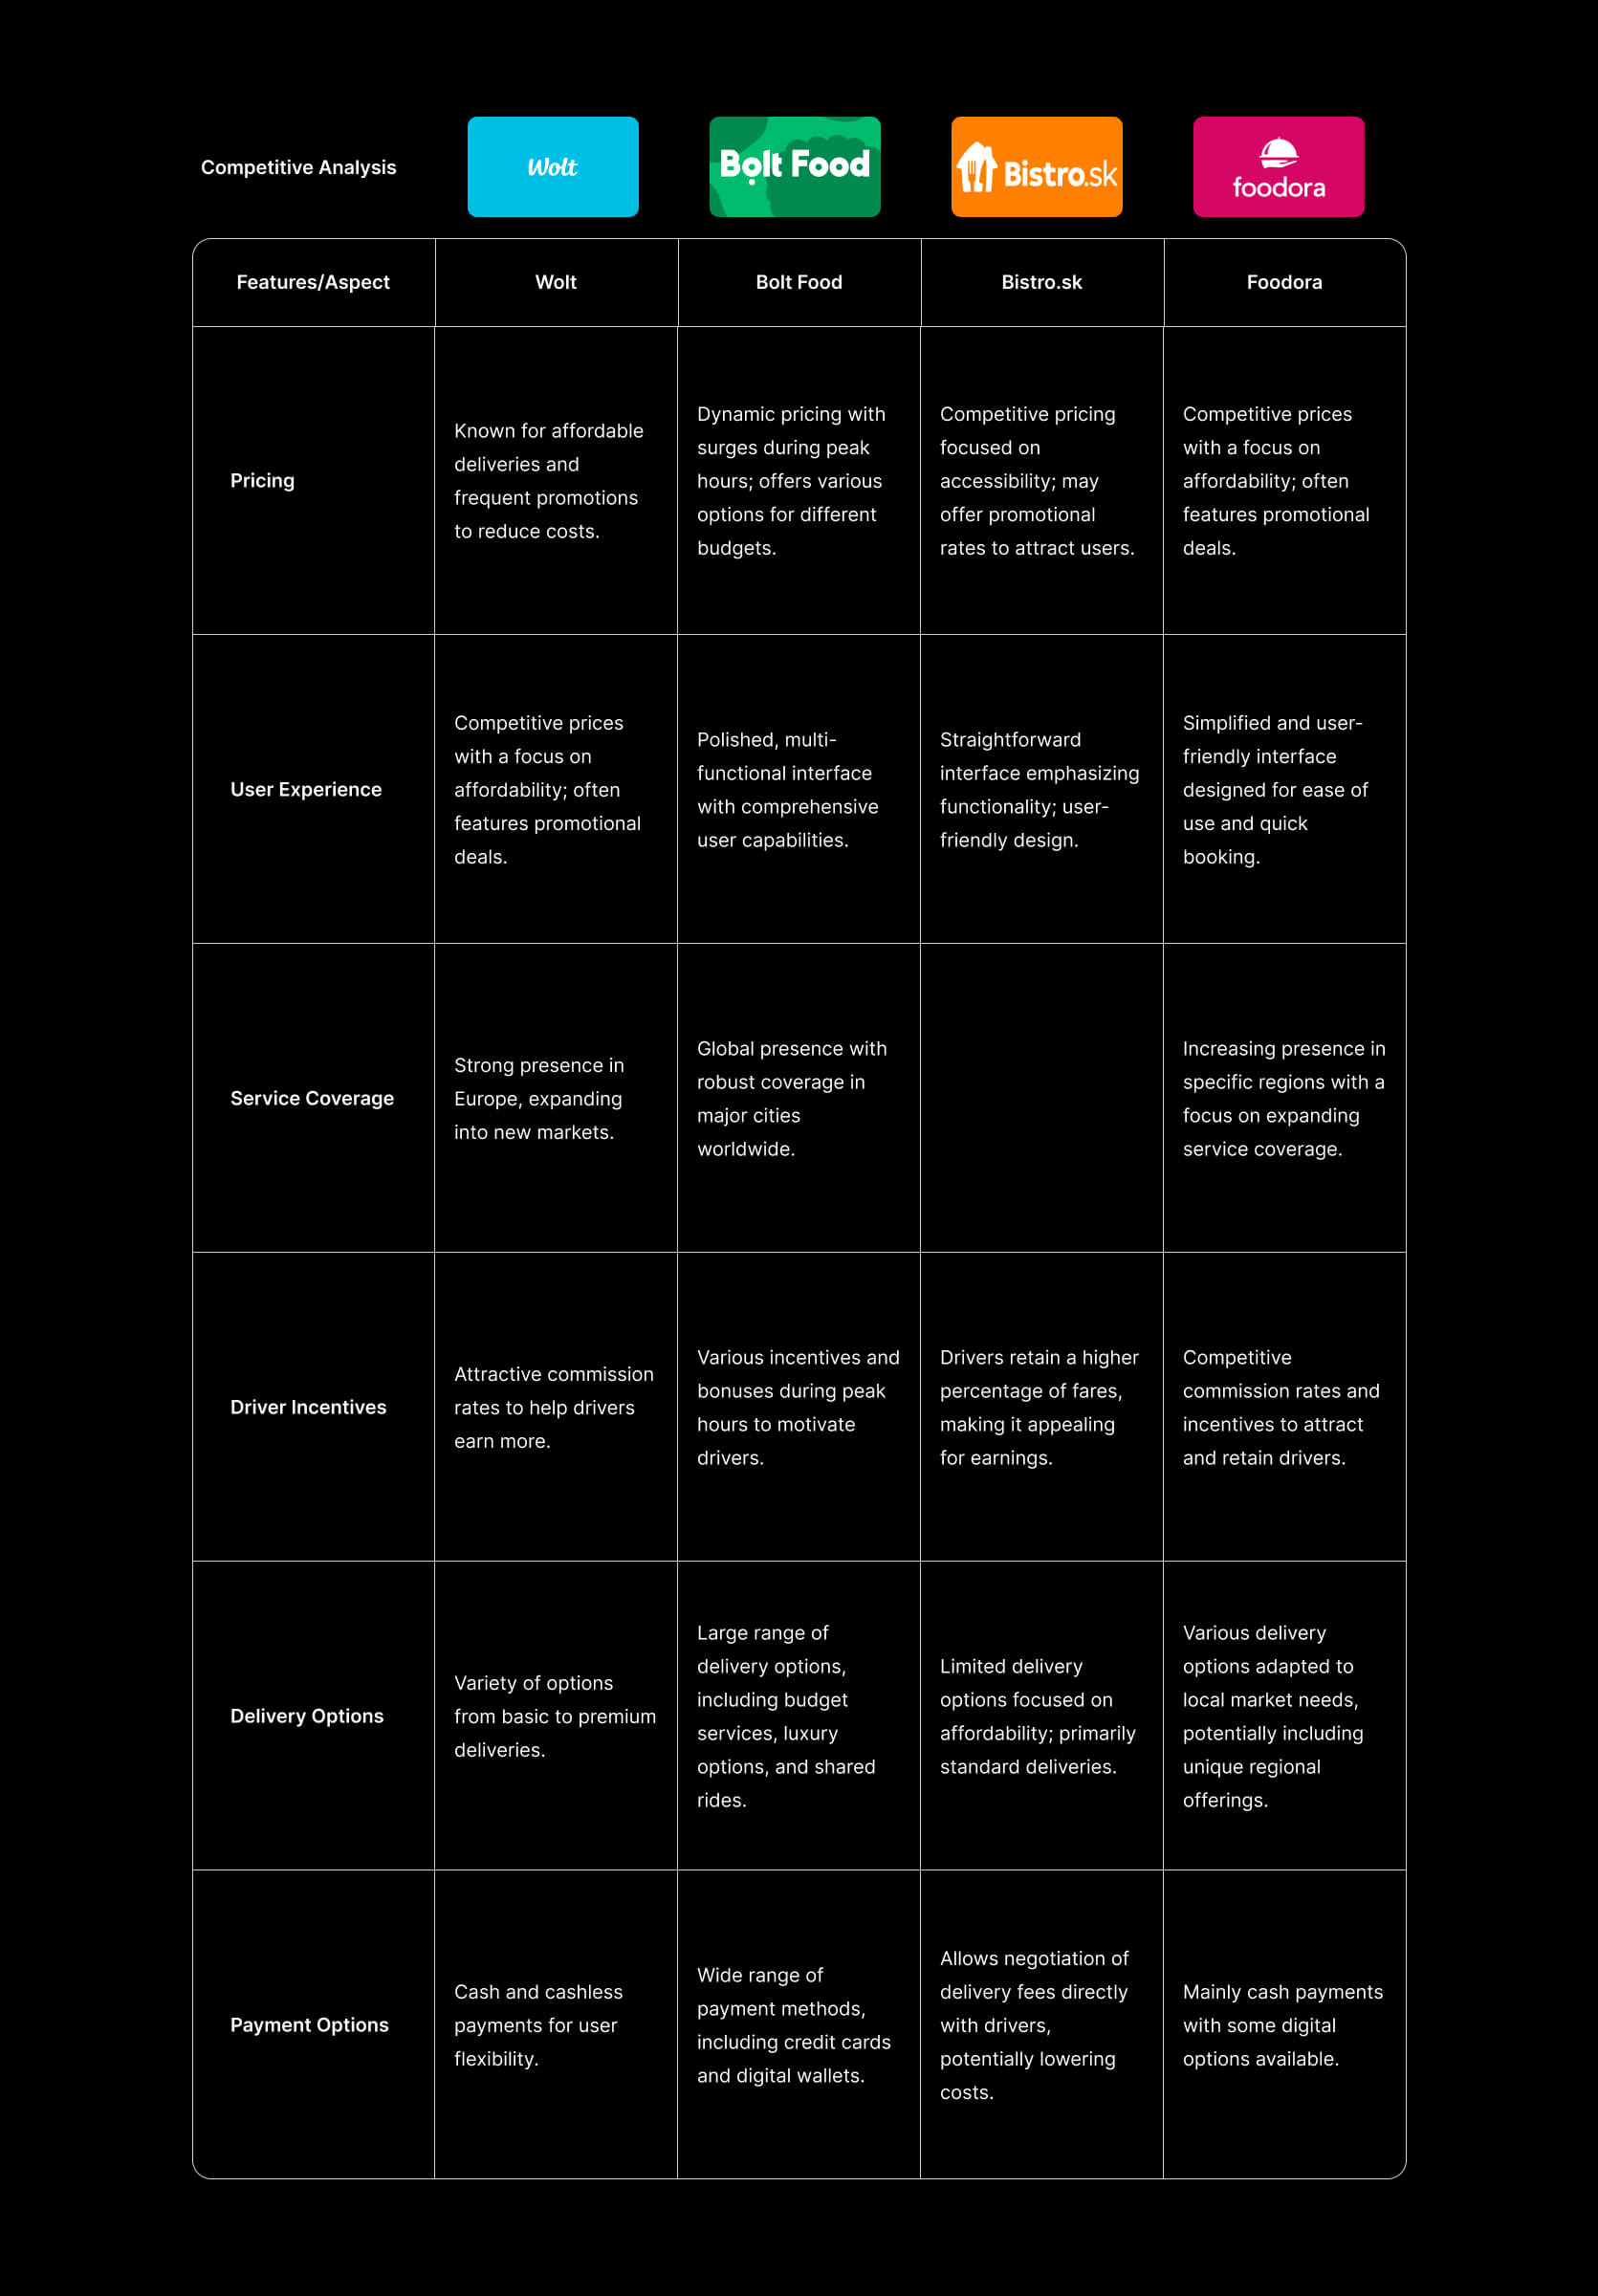 Competitive Analysis
Wolt
Bolt Food
Bistro.sk
foodora
Features/Aspect
Wolt
Bolt Food
Bistro.sk
Foodora
Pricing
Known for affordable
deliveries and
frequent promotions
to reduce costs.
Dynamic pricing with
surges during peak
hours; offers various
options for different
budgets.
Competitive pricing
focused on
accessibility; may
offer promotional
rates to attract users.
Competitive prices
with a focus on
affordability; often
features promotional
deals.
User Experience
Competitive prices
with a focus on
affordability; often
features promotional
deals.
Polished, multi-
functional interface
with comprehensive
user capabilities.
Straightforward
interface emphasizing
functionality; user-
friendly design.
Simplified and user-
friendly interface
designed for ease of
use and quick
booking.
Service Coverage
Strong presence in
Europe, expanding
into new markets.
Global presence with
robust coverage in
major cities
worldwide.
Increasing presence in
specific regions with a
focus on expanding
service coverage.
Driver Incentives
Attractive commission
rates to help drivers
earn more.
Various incentives and
bonuses during peak
hours to motivate
drivers.
Drivers retain a higher
percentage of fares,
making it appealing
for earnings.
Competitive
commission rates and
incentives to attract
and retain drivers.
Delivery Options
Variety of options
from basic to premium
deliveries.
Large range of
delivery options,
including budget
services, luxury
options, and shared
rides.
Limited delivery
options focused on
affordability; primarily
standard deliveries.
Various delivery
options adapted to
local market needs,
potentially including
unique regional
offerings.
Payment Options
Cash and cashless
payments for user
flexibility.
Wide range of
payment methods,
including credit cards
and digital wallets.
Allows negotiation of
delivery fees directly
with drivers,
potentially lowering
costs.
Mainly cash payments
with some digital
options available.